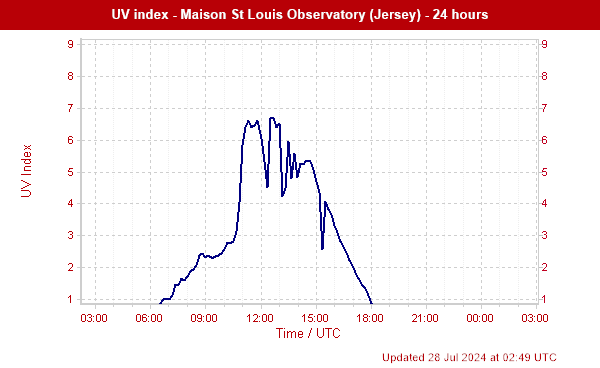 UV index - Maison St Louis Observatory (Jersey) - 24 hours
9 9
8 8
7 7
6 6
5 5
4 4
3 3
2 2
1 1
UV Index
03:00 06:00 09:00 12:00 15:00 18:00 21:00 00:00 03:00
Time / UTC
Updated 28 Jul 2024 at 02:49 UTC